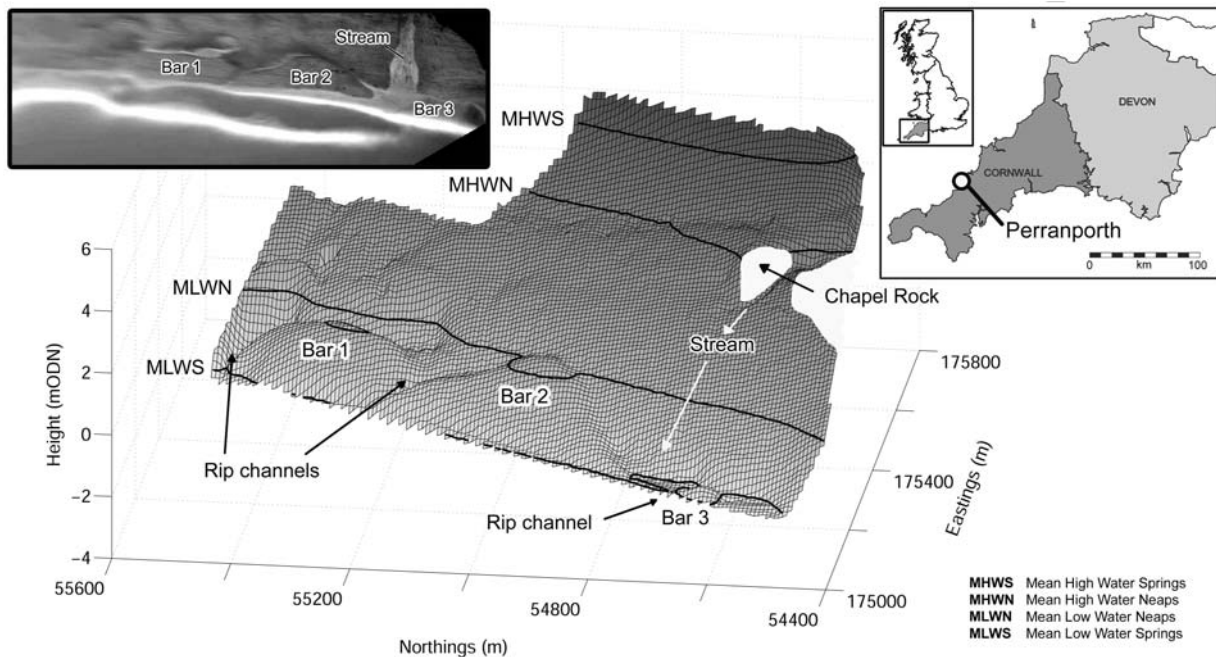 Stream
Bar 1
Bar 2
Bar 3
DEVON
CORNWALL
Perranporth
0 km 100
MHWS
MHWN
MLWN
MLWS
Chapel Rock
Stream
Bar 1
Bar 2
Bar 3
Rip channels
Rip channel
Height (mODN)
6
4
2
0
−2
−4
55600
55200
54800
54400
Northings (m)
175800
175400
175000
Eastings (m)
MHWS Mean High Water Springs
MHWN Mean High Water Neaps
MLWN Mean Low Water Neaps
MLWS Mean Low Water Springs